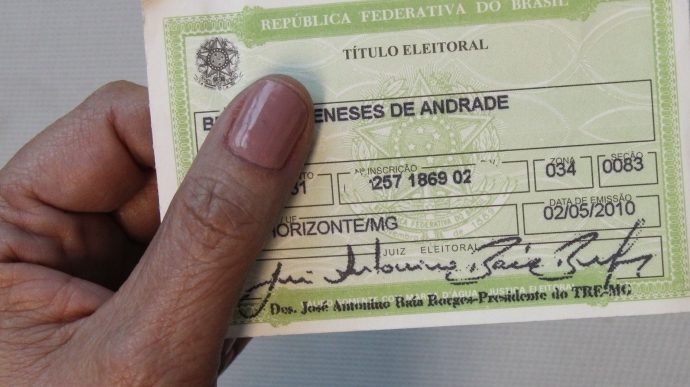 REPÚBLICA FEDERATIVA DO BRASIL
TÍTULO ELEITORAL
ENESES DE ANDRADE
Nº INSCRIÇÃO
ZONA
SEÇÃO
257 1869 02
034
0083
DATA DE EMISSÃO
HORIZONTE/MG
02/05/2010
JUIZ ELEITORAL
Des. José Antonino Baía Borges-Presidente do TRE-MG